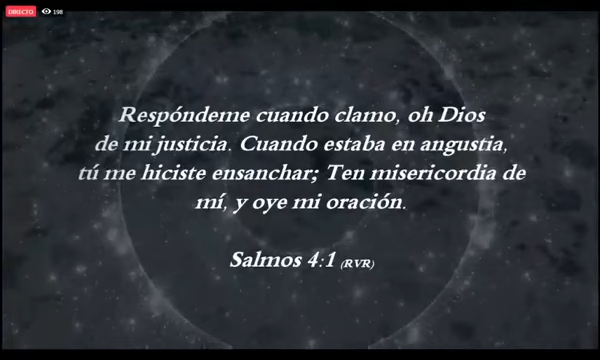 DIRECTO 198
Respóndeme cuando clamo, oh Dios
de mi justicia. Cuando estaba en angustia,
tú me hiciste ensanchar; Ten misericordia de
mí, y oye mi oración.
Salmos 4:1 (RVR)